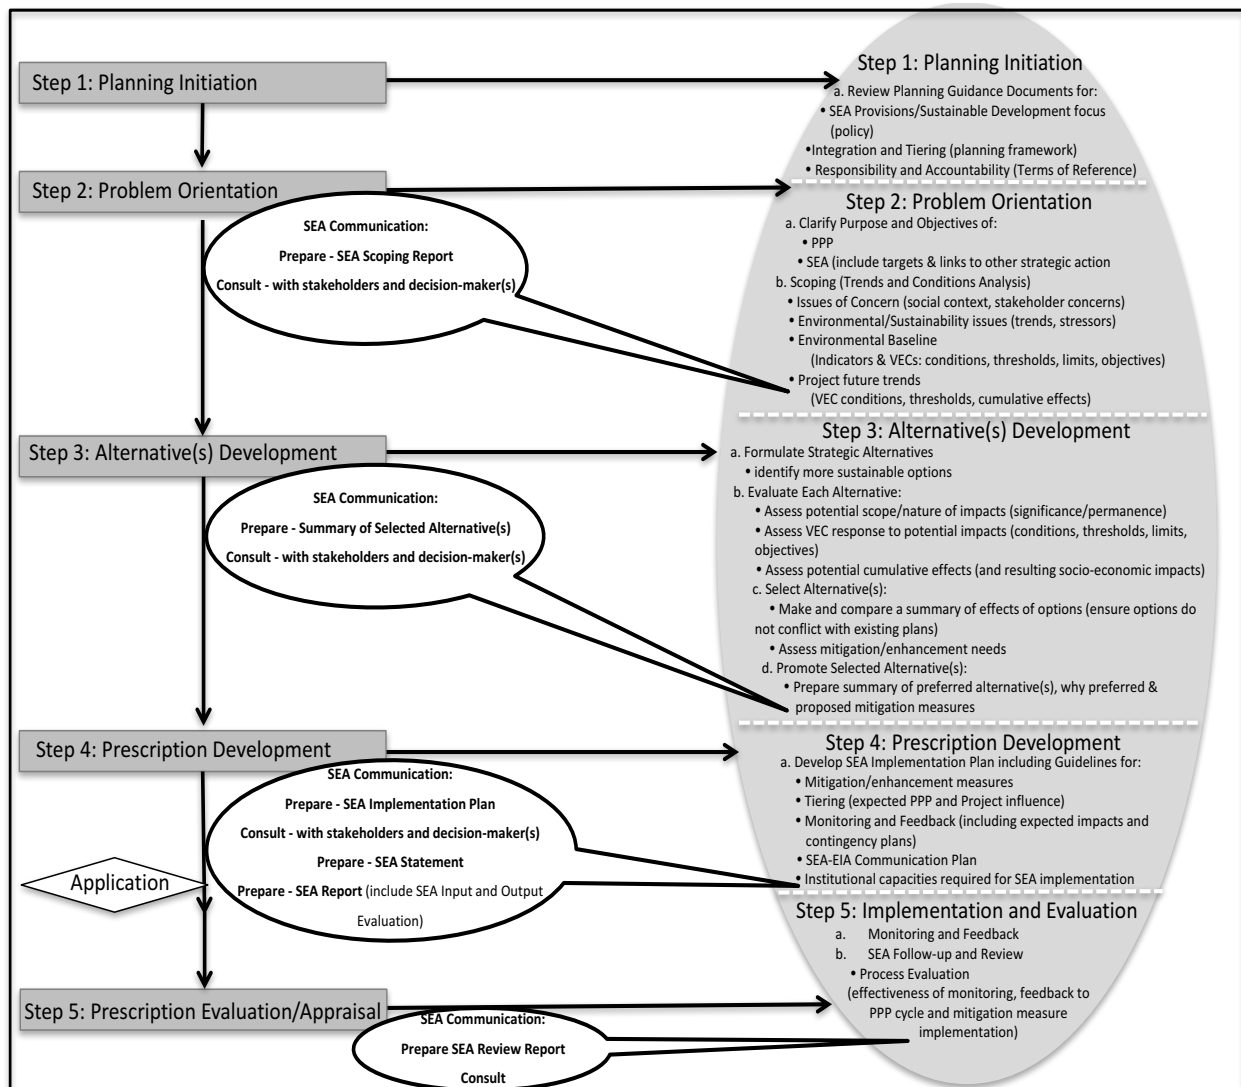 Step 1: Planning Initiation
Step 2: Problem Orientation
SEA Communication:
Prepare - SEA Scoping Report
Consult - with stakeholders and decision-maker(s)
Step 3: Alternative(s) Development
SEA Communication:
Prepare - Summary of Selected Alternative(s)
Consult - with stakeholders and decision-maker(s)
Step 4: Prescription Development
SEA Communication:
Prepare - SEA Implementation Plan
Consult - with stakeholders and decision-maker(s)
Prepare - SEA Statement
Prepare - SEA Report (include SEA Input and Output
Evaluation)
Application
Step 5: Prescription Evaluation/Appraisal
SEA Communication:
Prepare SEA Review Report
Consult
Step 1: Planning Initiation
a. Review Planning Guidance Documents for:
• SEA Provisions/Sustainable Development focus
(policy)
•Integration and Tiering (planning framework)
• Responsibility and Accountability (Terms of Reference)
Step 2: Problem Orientation
a. Clarify Purpose and Objectives of:
• PPP
• SEA (include targets & links to other strategic action
b. Scoping (Trends and Conditions Analysis)
• Issues of Concern (social context, stakeholder concerns)
• Environmental/Sustainability issues (trends, stressors)
• Environmental Baseline
(Indicators & VECs: conditions, thresholds, limits, objectives)
• Project future trends
(VEC conditions, thresholds, cumulative effects)
Step 3: Alternative(s) Development
a. Formulate Strategic Alternatives
• identify more sustainable options
b. Evaluate Each Alternative:
• Assess potential scope/nature of impacts (significance/permanence)
• Assess VEC response to potential impacts (conditions, thresholds, limits,
objectives)
• Assess potential cumulative effects (and resulting socio-economic impacts)
c. Select Alternative(s):
• Make and compare a summary of effects of options (ensure options do
not conflict with existing plans)
• Assess mitigation/enhancement needs
d. Promote Selected Alternative(s):
• Prepare summary of preferred alternative(s), why preferred &
proposed mitigation measures
Step 4: Prescription Development
a. Develop SEA Implementation Plan including Guidelines for:
• Mitigation/enhancement measures
• Tiering (expected PPP and Project influence)
• Monitoring and Feedback (including expected impacts and
contingency plans)
• SEA-EIA Communication Plan
• Institutional capacities required for SEA implementation
Step 5: Implementation and Evaluation
a. Monitoring and Feedback
b. SEA Follow-up and Review
• Process Evaluation
(effectiveness of monitoring, feedback to
PPP cycle and mitigation measure
implementation)